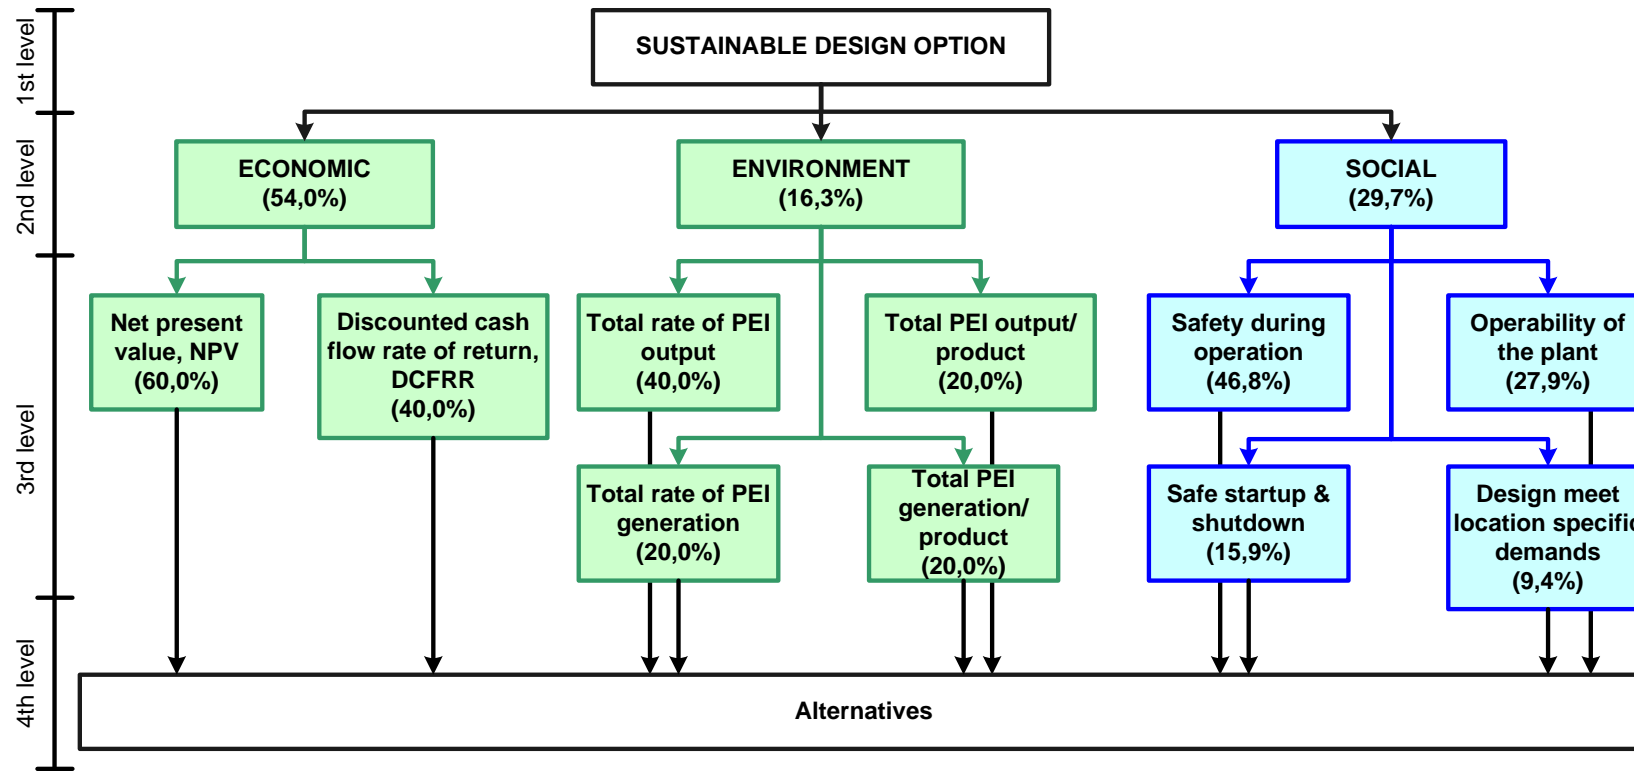 1st level
SUSTAINABLE DESIGN OPTION
2nd level
ECONOMIC
(54,0%)
ENVIRONMENT
(16,3%)
SOCIAL
(29,7%)
3rd level
Net present
value, NPV
(60,0%)
Discounted cash
flow rate of return,
DCFRR
(40,0%)
Total rate of PEI
output
(40,0%)
Total PEI output/
product
(20,0%)
Safety during
operation
(46,8%)
Operability of
the plant
(27,9%)
Total rate of PEI
generation
(20,0%)
Total PEI
generation/
product
(20,0%)
Safe startup &
shutdown
(15,9%)
Design meet
location specific
demands
(9,4%)
4th level
Alternatives